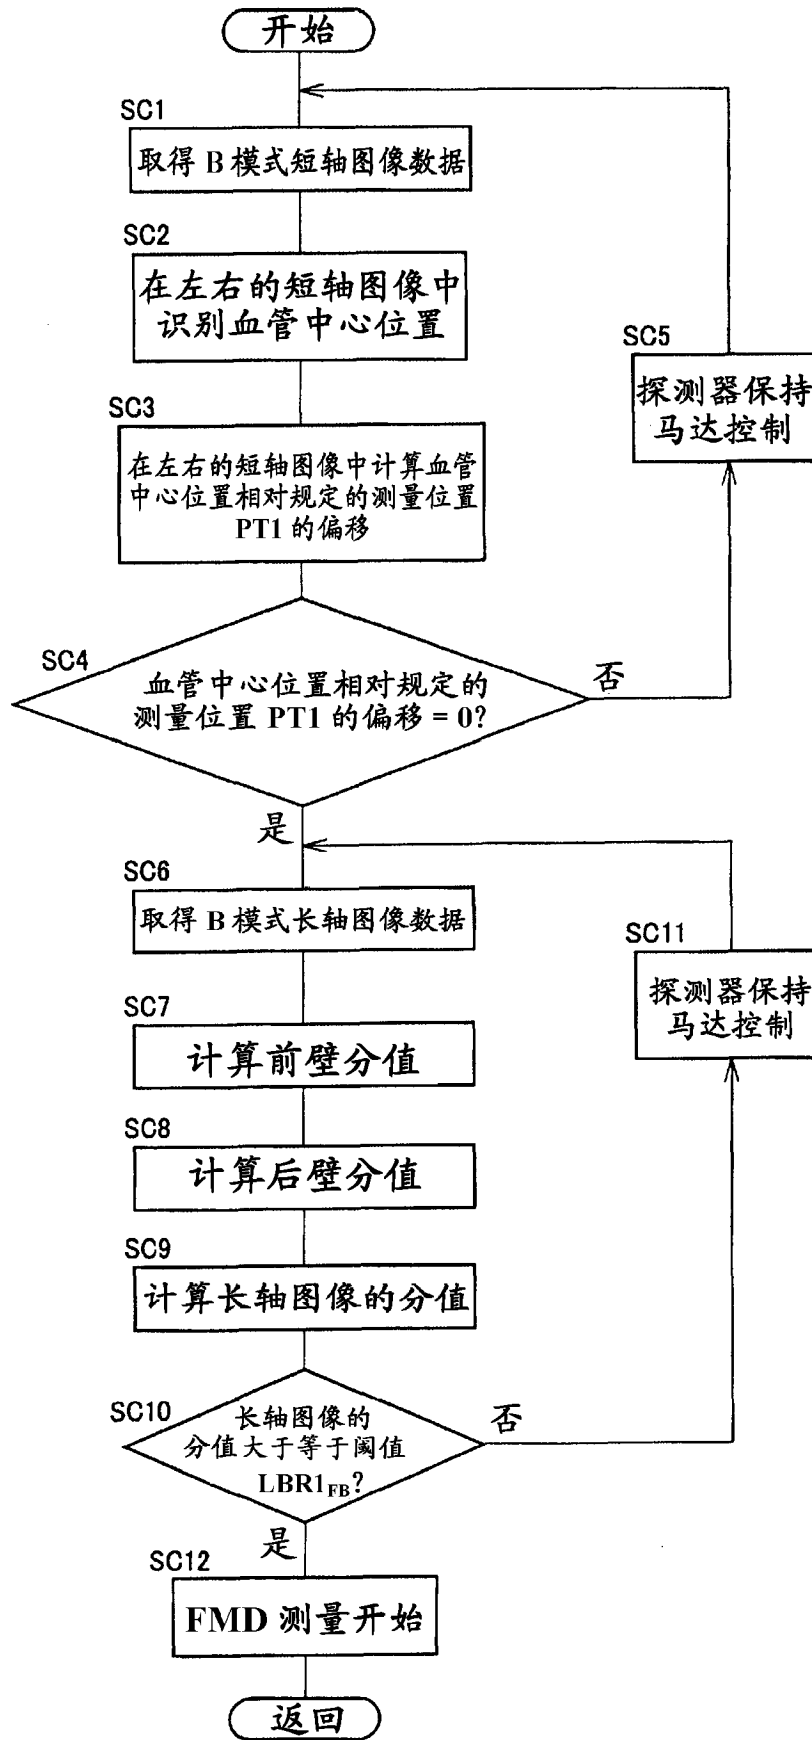 开始
SC1
取得 B 模式短轴图像数据
SC2
在左右的短轴图像中
识别血管中心位置
SC5
探测器保持
马达控制
SC3
在左右的短轴图像中计算血管
中心位置相对规定的测量位置
PT1 的偏移
SC4
血管中心位置相对规定的
测量位置 PT1 的偏移 = 0?
否
是
SC6
取得 B 模式长轴图像数据
SC11
探测器保持
马达控制
SC7
计算前壁分值
SC8
计算后壁分值
SC9
计算长轴图像的分值
SC10
长轴图像的
分值大于等于阈值
LBR1FB?
否
是
SC12
FMD 测量开始
返回